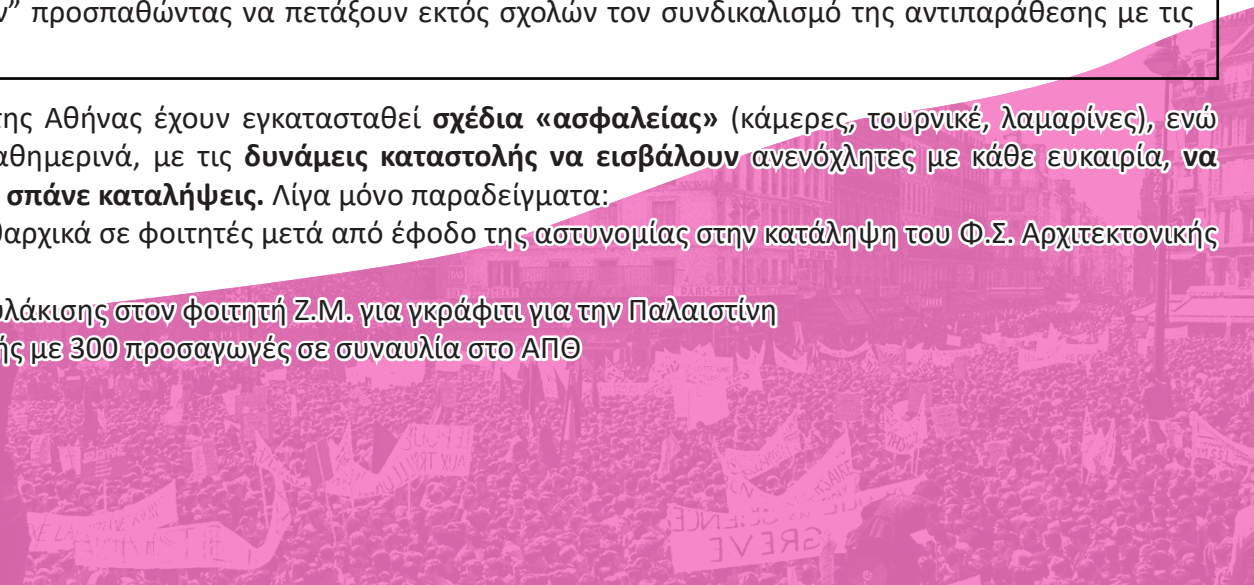 ν” προσπαθώντας να πετάξουν εκτός σχολών τον συνδικαλισμό της αντιπαράθεσης με τις
της Αθήνας έχουν εγκατασταθεί σχέδια «ασφαλείας» (κάμερες, τουρνικέ, λαμαρίνες), ενώ
αθημερινά, με τις δυνάμεις καταστολής να εισβάλουν ανενόχλητες με κάθε ευκαιρία, να
σπάνε καταλήψεις. Λίγα μόνο παραδείγματα:
θαρχικά σε φοιτητές μετά από έφοδο της αστυνομίας στην κατάληψη του Φ.Σ. Αρχιτεκτονικής
υλάκισης στον φοιτητή Ζ.Μ. για γκράφιτι για την Παλαιστίνη
ής με 300 προσαγωγές σε συναυλία στο ΑΠΘ
SCIENCE
GREVE